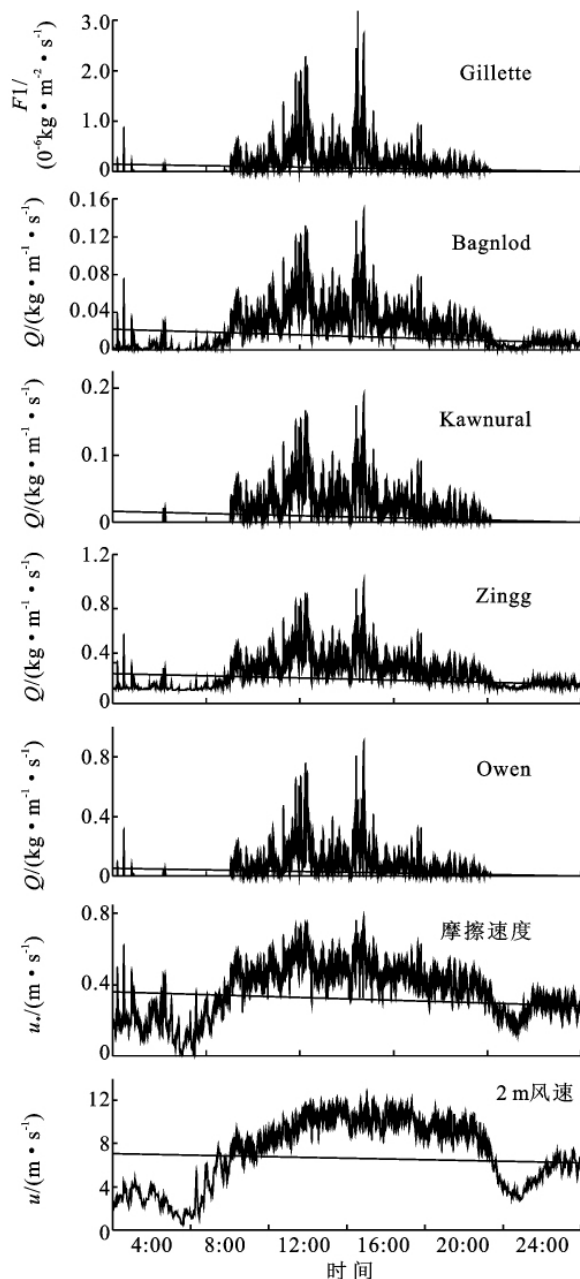 3.0
2.0
1.0
0
F1/
(0⁻⁶kg • m⁻² • s⁻¹)
Gillette
0.16
0.12
0.08
0.04
0
Q/(kg • m⁻¹ • s⁻¹)
Bagnlod
0.2
0.1
0
Q/(kg • m⁻¹ • s⁻¹)
Kawnural
1.2
0.8
0.4
0
Q/(kg • m⁻¹ • s⁻¹)
Zingg
0.8
0.4
0
Q/(kg • m⁻¹ • s⁻¹)
Owen
0.8
0.4
0
u*/(m • s⁻¹)
摩擦速度
12
8
4
0
u/(m • s⁻¹)
2 m风速
4:00 8:00 12:00 16:00 20:00 24:00
时间